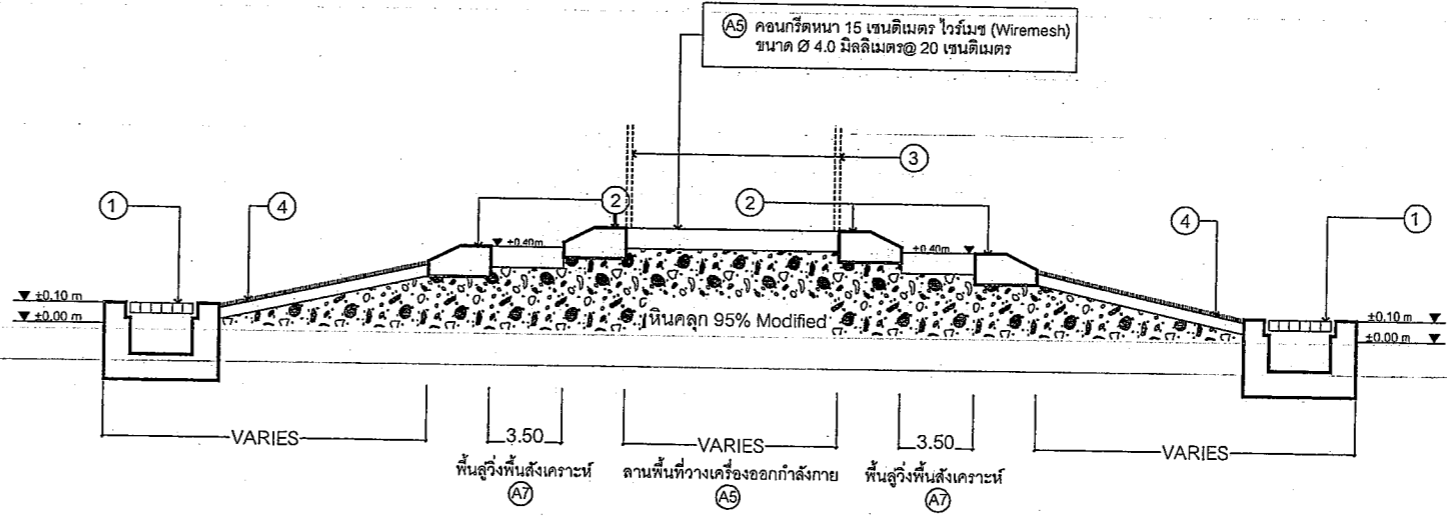 A5 คอนกรีตหนา 15 เซนติเมตร ไวร์เมช (Wiremesh)
ขนาด Ø 4.0 มิลลิเมตร@ 20 เซนติเมตร
3
1
4
2
2
4
1
+0.40m
+0.40m
±0.10 m
±0.00 m
หินคลุก 95% Modified
±0.10 m
±0.00 m
VARIES
3.50
VARIES
3.50
VARIES
พื้นลู่วิ่งพื้นสังเคราะห์
ลานพื้นที่วางเครื่องออกกำลังกาย
พื้นลู่วิ่งพื้นสังเคราะห์
A7
A5
A7